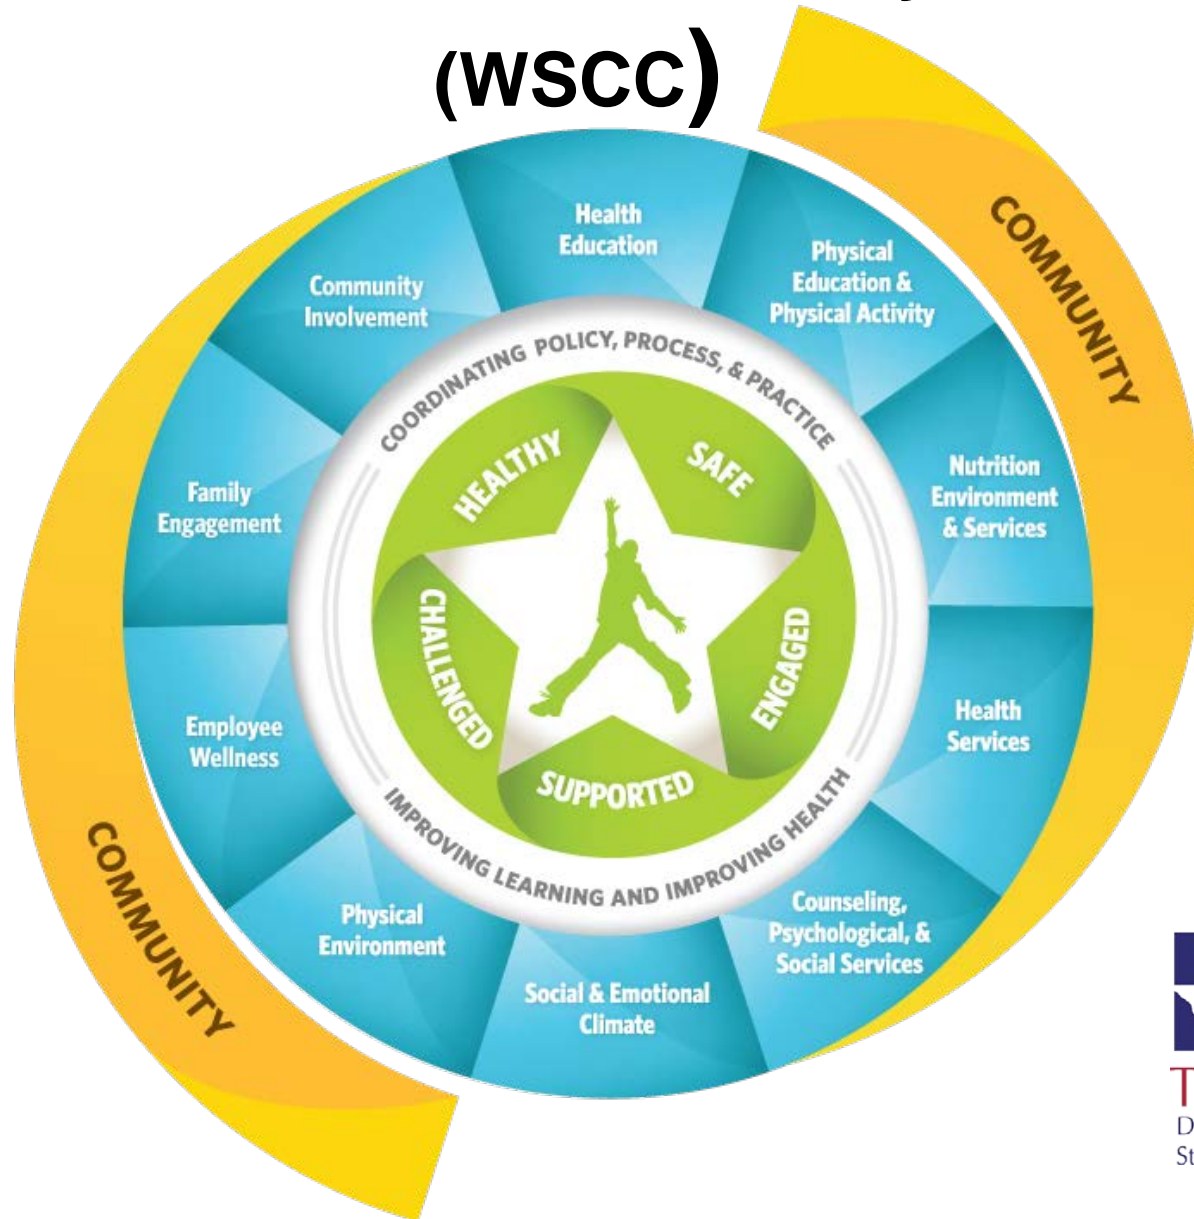 (WSCC)
COMMUNITY
Health
Education
Physical
Education &
Physical Activity
Nutrition
Environment
& Services
Health
Services
Counseling,
Psychological, &
Social Services
Social & Emotional
Climate
Physical
Environment
Employee
Wellness
Family
Engagement
Community
Involvement
COORDINATING POLICY, PROCESS, & PRACTICE
IMPROVING LEARNING AND IMPROVING HEALTH
HEALTHY
SAFE
ENGAGED
SUPPORTED
CHALLENGED
COMMUNITY